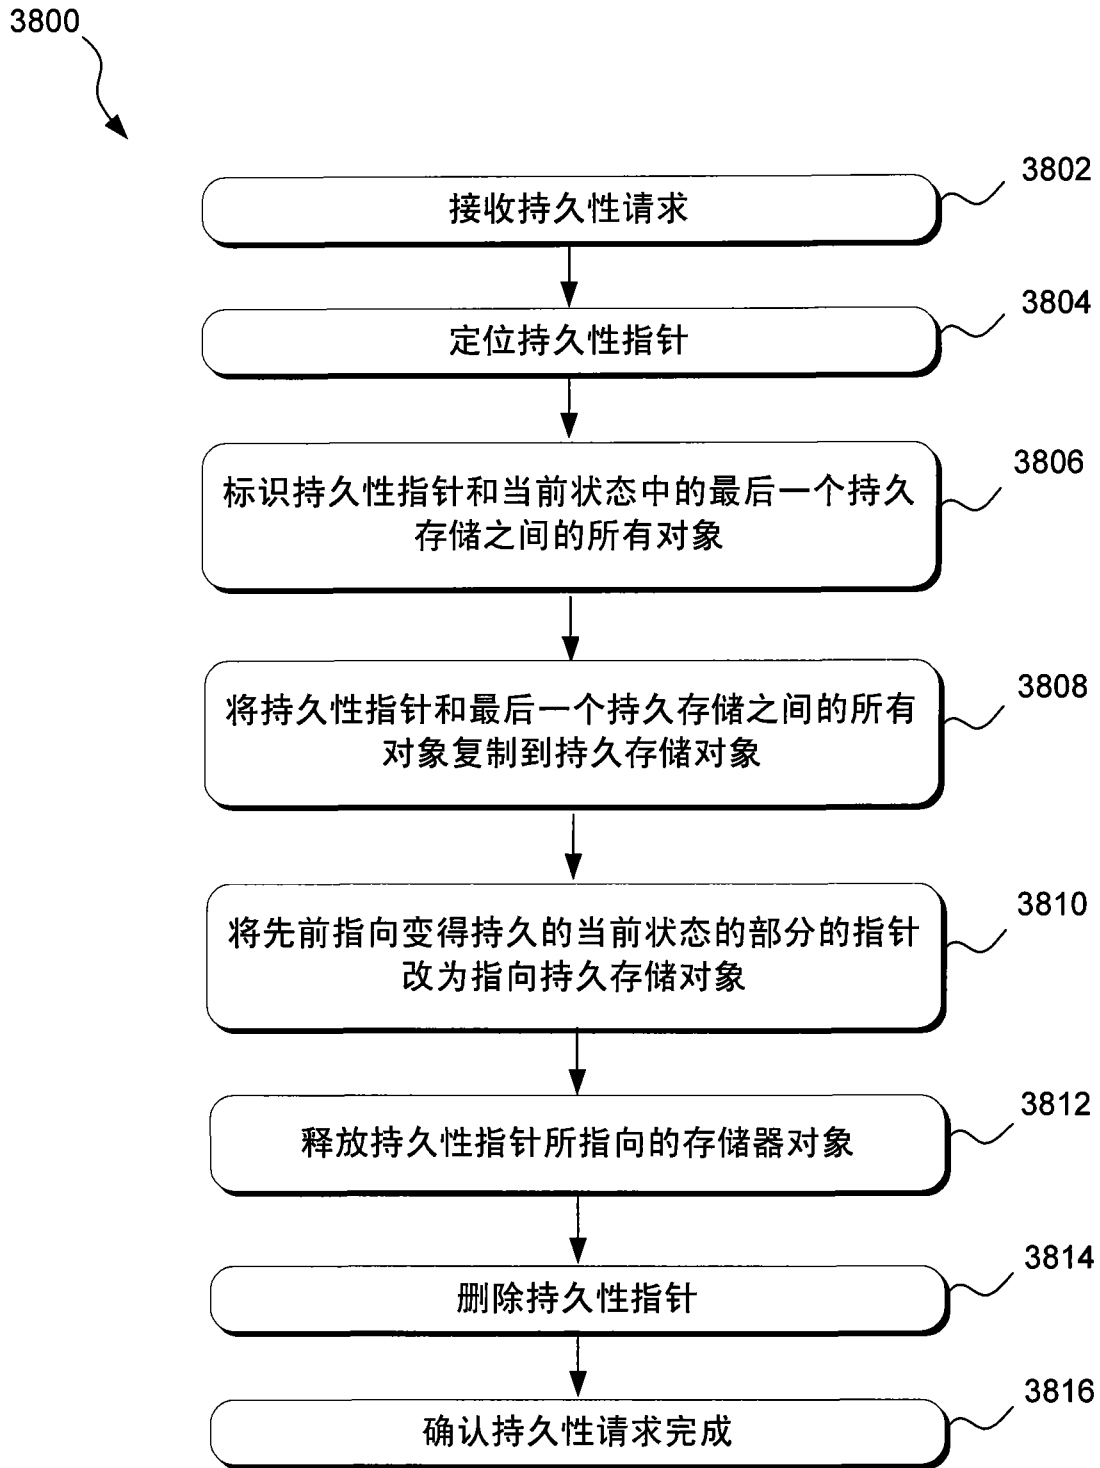 3800
3802
接收持久性请求
3804
定位持久性指针
3806
标识持久性指针和当前状态中的最后一个持久
存储之间的所有对象
3808
将持久性指针和最后一个持久存储之间的所有
对象复制到持久存储对象
3810
将先前指向变得持久的当前状态的部分的指针
改为指向持久存储对象
3812
释放持久性指针所指向的存储器对象
3814
删除持久性指针
3816
确认持久性请求完成